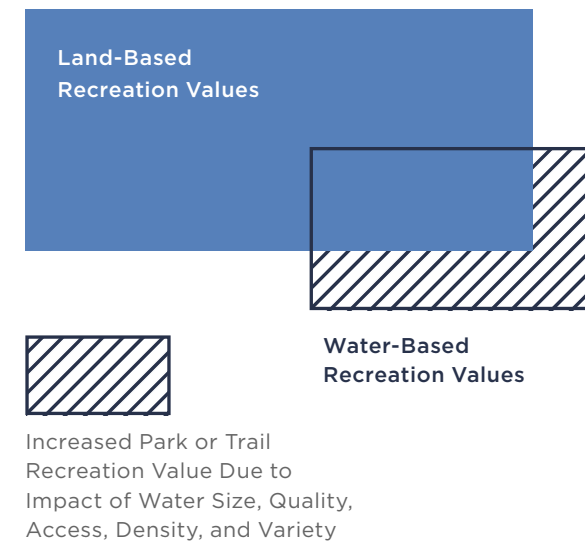 Land-Based
Recreation Values
Water-Based
Recreation Values
Increased Park or Trail
Recreation Value Due to
Impact of Water Size, Quality,
Access, Density, and Variety